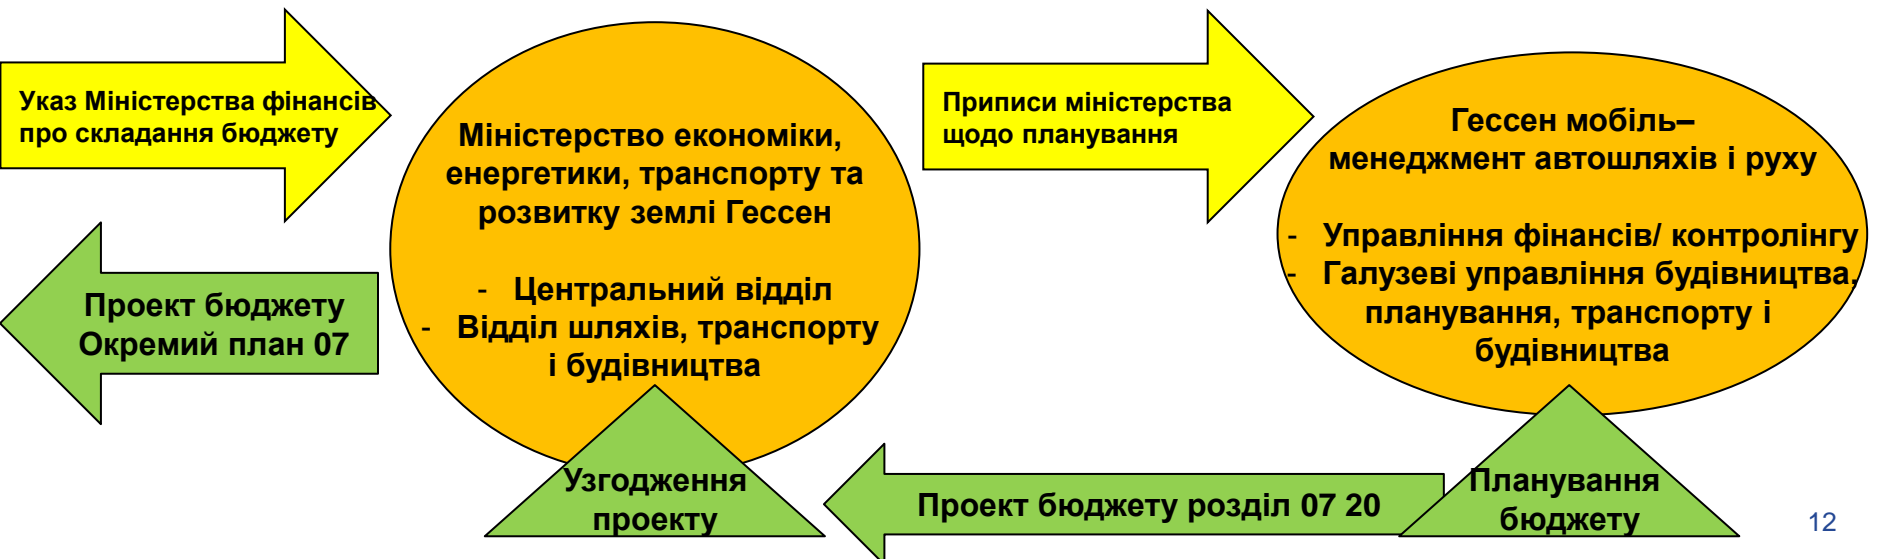 Указ Міністерства фінансів
про складання бюджету
Міністерство економіки,
енергетики, транспорту та
розвитку землі Гессен
- Центральний відділ
- Відділ шляхів, транспорту
і будівництва
Приписи міністерства
щодо планування
Гессен мобіль–
менеджмент автошляхів і руху
- Управління фінансів/ контролінгу
- Галузеві управління будівництва,
планування, транспорту і
будівництва
Проект бюджету
Окремий план 07
Узгодження
проекту
Проект бюджету розділ 07 20
Планування
бюджету
12